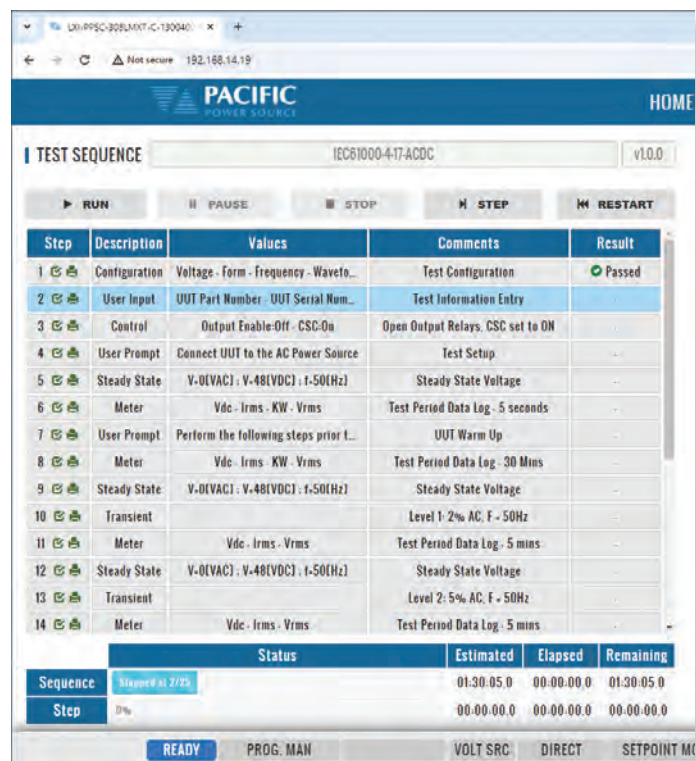 LXI-PPSC-308LMXT-C-130040 × +
Not secure 192.168.14.19
PACIFIC
POWER SOURCE
HOME
TEST SEQUENCE IEC61000-4-17-ACDC v1.0.0
RUN PAUSE STOP STEP RESTART
Step Description Values Comments Result
1 Configuration Voltage - Form - Frequency - Wavefo... Test Configuration Passed
2 User Input UUT Part Number - UUT Serial Num... Test Information Entry -
3 Control Output Enable:Off - CSC:On Open Output Relays, CSC set to ON -
4 User Prompt Connect UUT to the AC Power Source Test Setup -
5 Steady State V=0[VAC] : V=48[VDC] : f=50[Hz] Steady State Voltage -
6 Meter Vdc - Irms - KW - Vrms Test Period Data Log - 5 seconds -
7 User Prompt Perform the following steps prior t... UUT Warm Up -
8 Meter Vdc - Irms - KW - Vrms Test Period Data Log - 30 Mins -
9 Steady State V=0[VAC] : V=48[VDC] : f=50[Hz] Steady State Voltage -
10 Transient Level 1: 2% AC, F = 50Hz -
11 Meter Vdc - Irms - Vrms Test Period Data Log - 5 mins -
12 Steady State V=0[VAC] : V=48[VDC] : f=50[Hz] Steady State Voltage -
13 Transient Level 2: 5% AC, F = 50Hz -
14 Meter Vdc - Irms - Vrms Test Period Data Log - 5 mins -
Status Estimated Elapsed Remaining
Sequence Stopped at 2/25 01:30:05.0 00:00:00.0 01:30:05.0
Step 0% 00:00:00.0 00:00:00.0 00:00:00.0
READY PROG. MAN VOLT SRC DIRECT SETPOINT MO